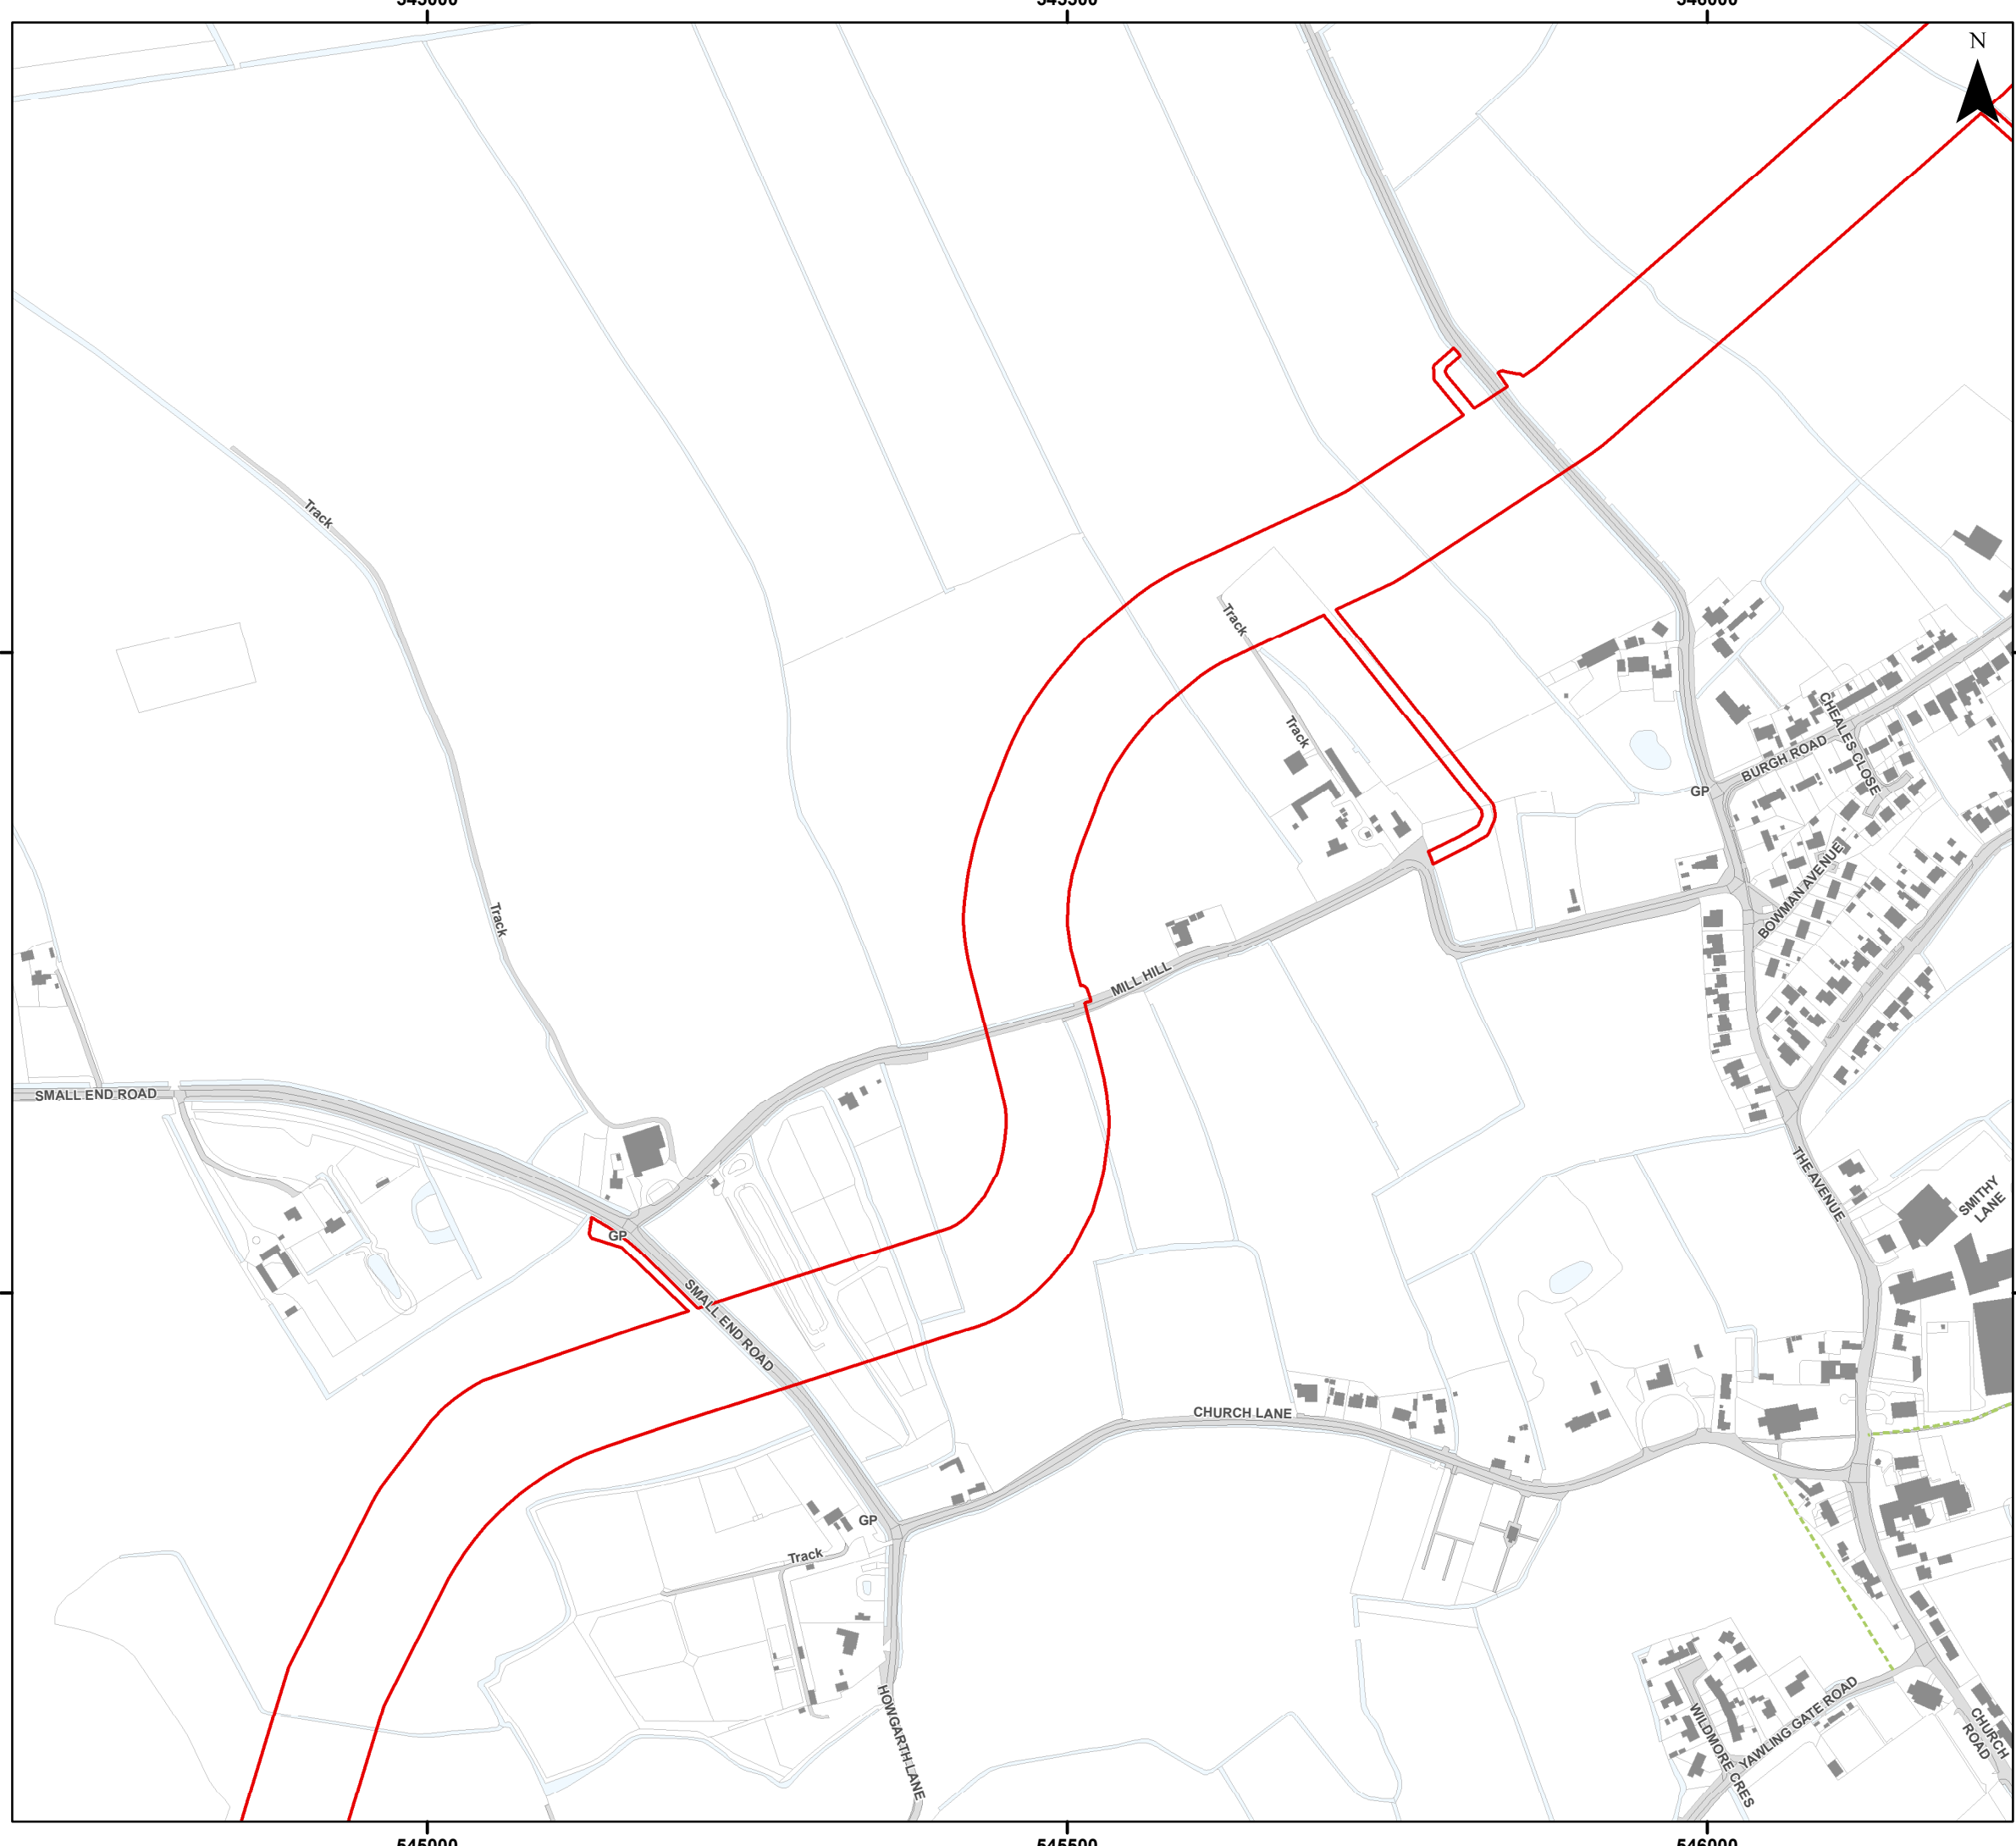 545000
545500
546000
N
Track
Track
Track
CHEALES CLOSE
BURGH ROAD
GP
BOWMAN AVENUE
Track
MILL HILL
SMALL END ROAD
THE AVENUE
SMITHY
LANE
GP
SMALL END ROAD
CHURCH LANE
GP
Track
HOWGARTH LANE
WILDMORE CRES
YAWLING GATE ROAD
CHURCH
ROAD
545000
545500
546000